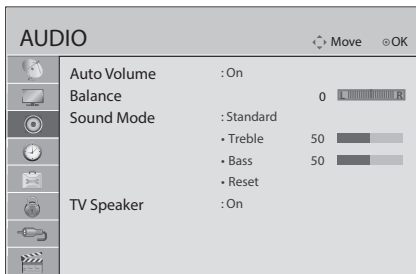 AUDIO Move OK
Auto Volume : On
Balance 0 L R
Sound Mode : Standard
• Treble 50
• Bass 50
• Reset
TV Speaker : On